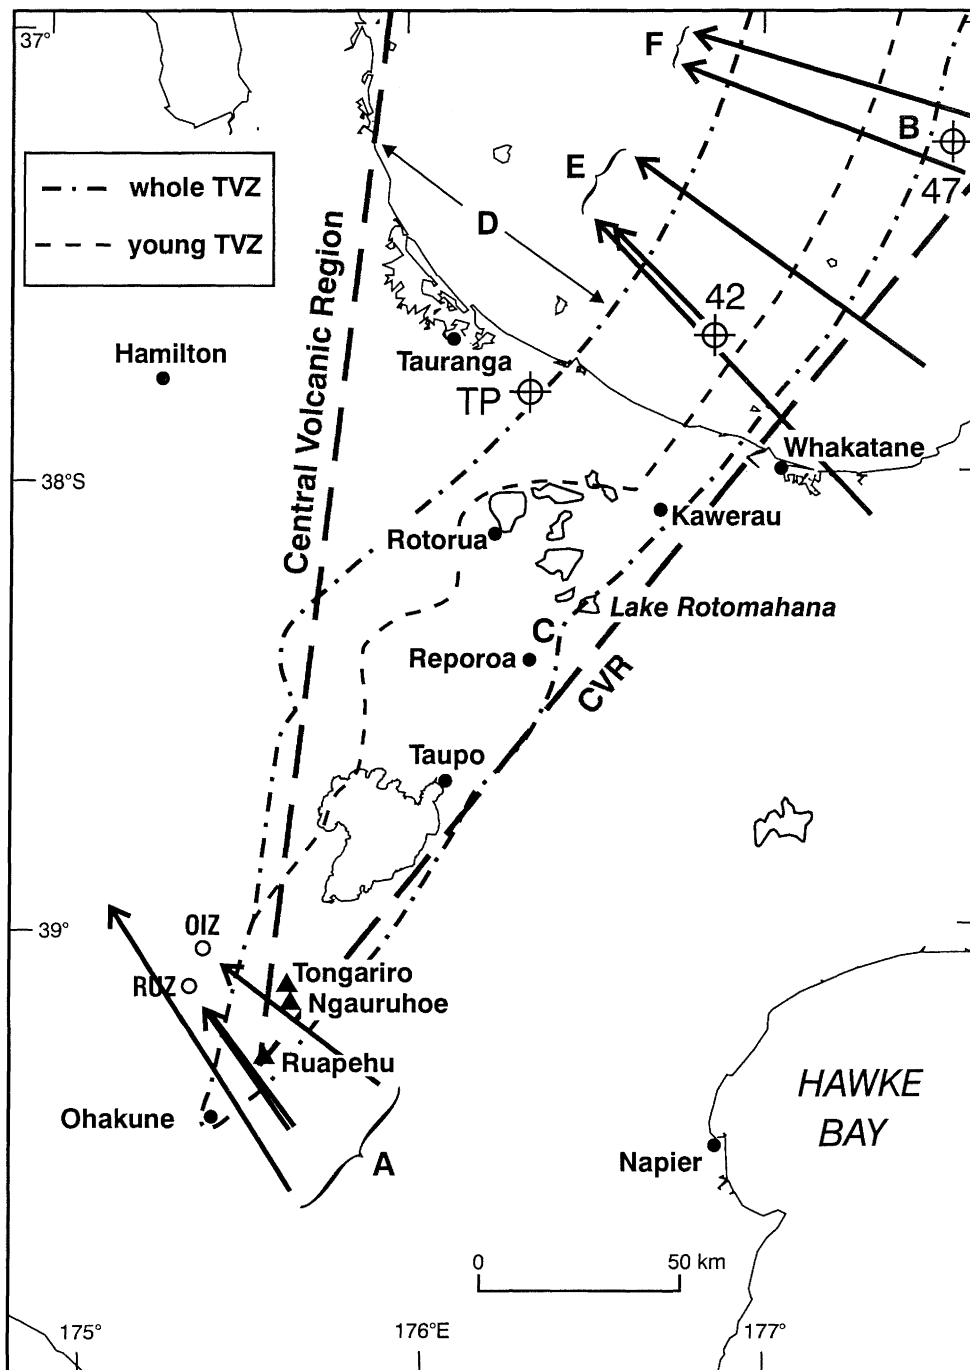 37°
F
B
47
E
whole TVZ
young TVZ
D
Central Volcanic Region
42
Hamilton
Tauranga
TP
Whakatane
38°S
Kawerau
Rotorua
Lake Rotomahana
C
Reporoa
CVR
Taupo
OIZ
39°
Tongariro
RUZ
Ngauruhoe
Ruapehu
HAWKE
BAY
Ohakune
A
Napier
0 50 km
175° 176°E 177°